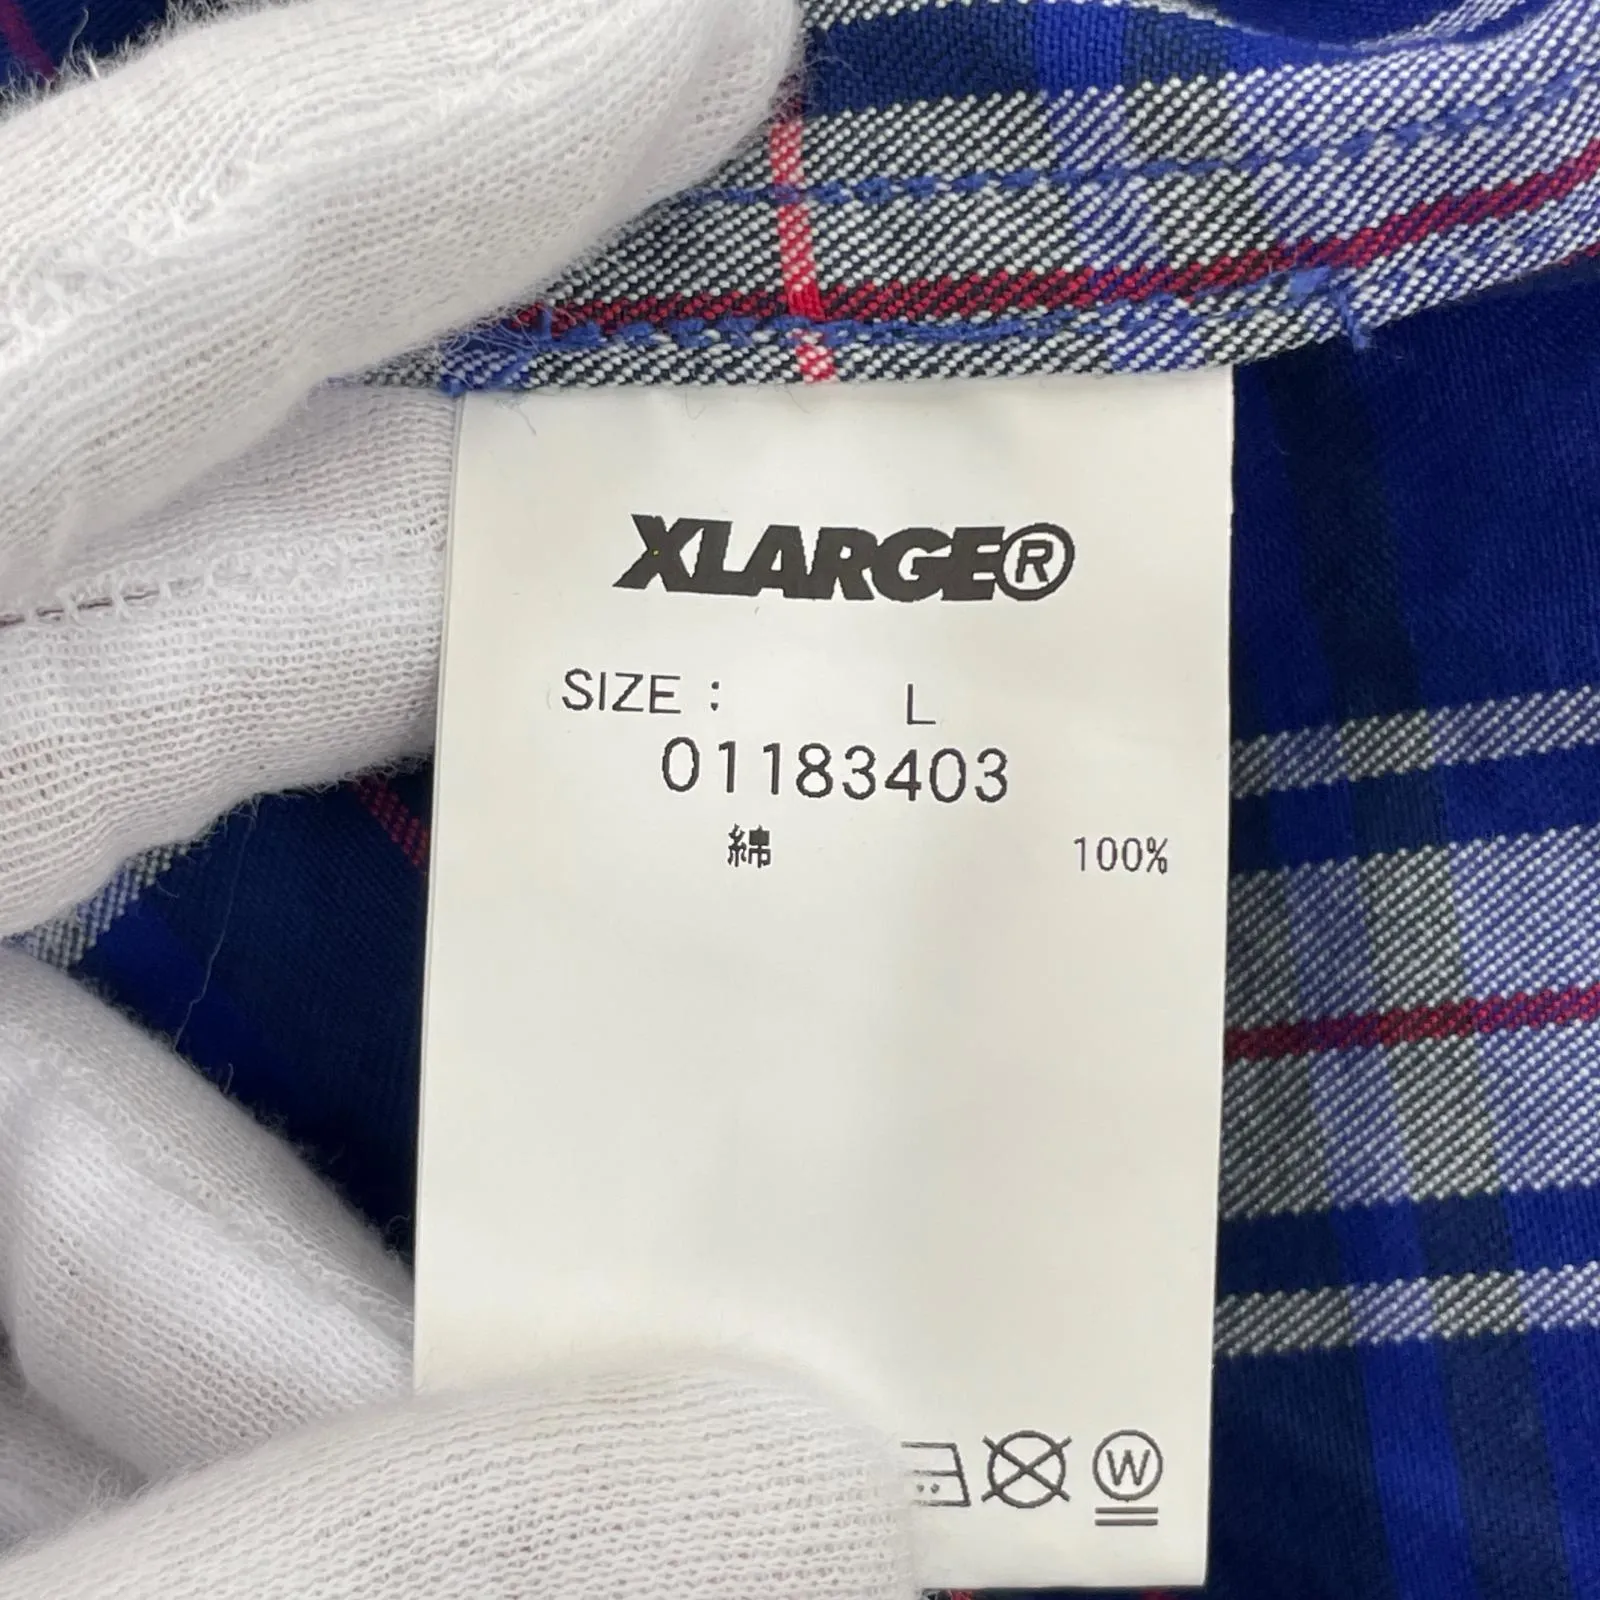 XLARGE®
SIZE : L
01183403
綿 100%
W